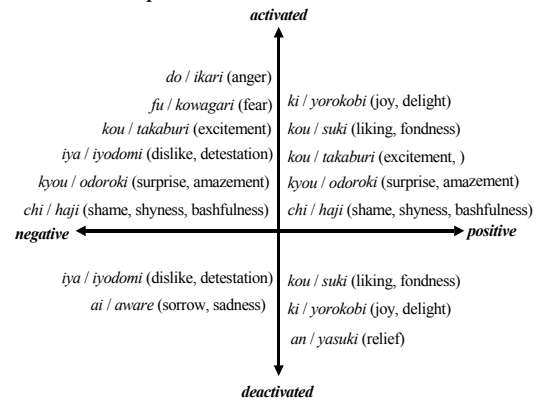 activated
do / ikari (anger)
fu / kowagari (fear)
kou / takaburi (excitement)
iya / iyodomi (dislike, detestation)
kyou / odoroki (surprise, amazement)
chi / haji (shame, shyness, bashfulness)
ki / yorokobi (joy, delight)
kou / suki (liking, fondness)
kou / takaburi (excitement, )
kyou / odoroki (surprise, amazement)
chi / haji (shame, shyness, bashfulness)
negative
positive
iya / iyodomi (dislike, detestation)
ai / aware (sorrow, sadness)
kou / suki (liking, fondness)
ki / yorokobi (joy, delight)
an / yasuki (relief)
deactivated